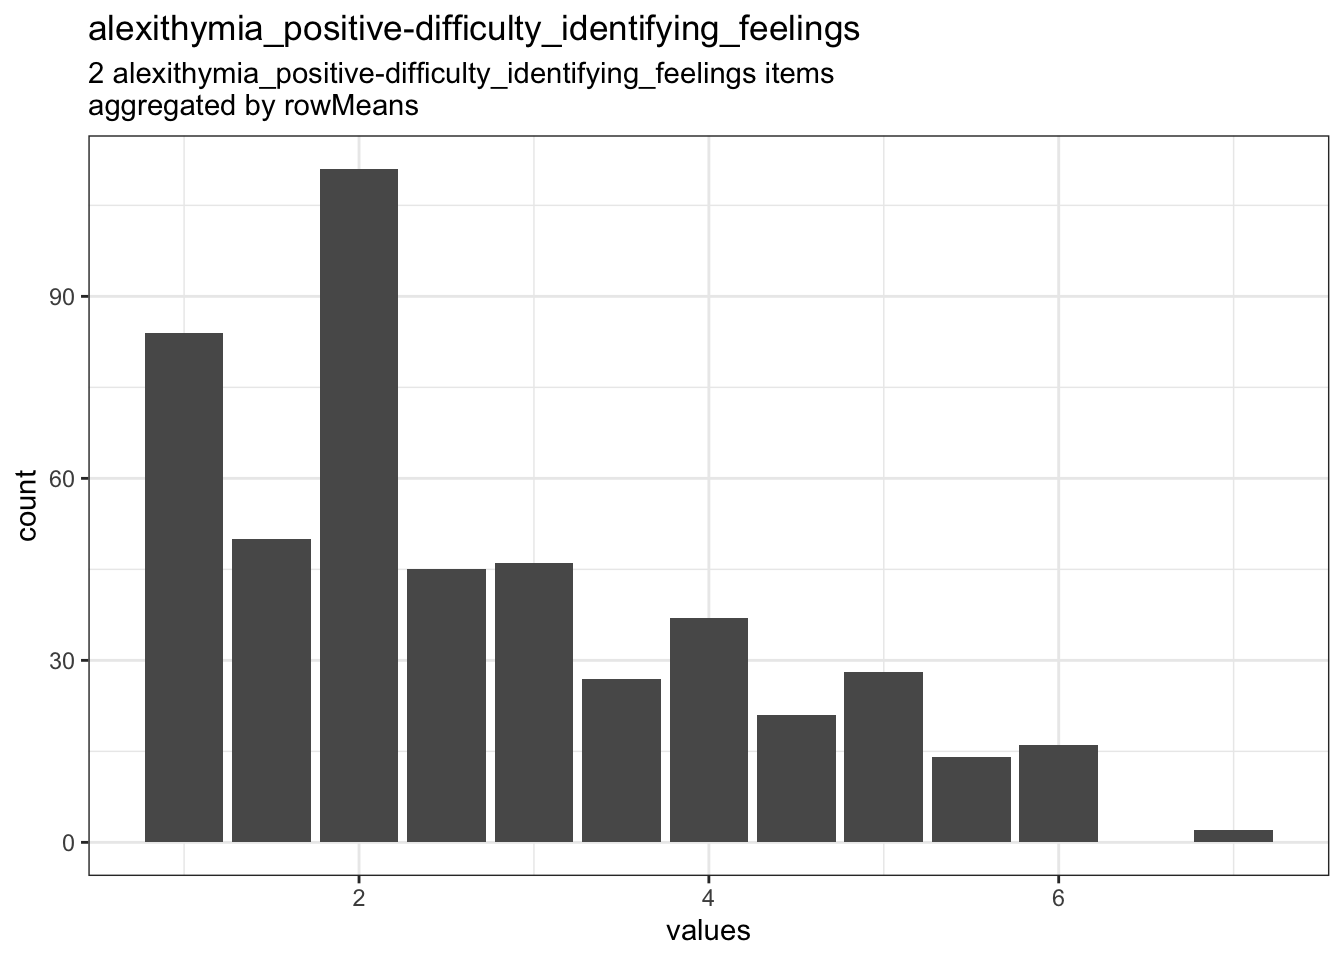 alexithymia_positive-difficulty_identifying_feelings
2 alexithymia_positive-difficulty_identifying_feelings items
aggregated by rowMeans
90
60
30
0
count
2
4
6
values